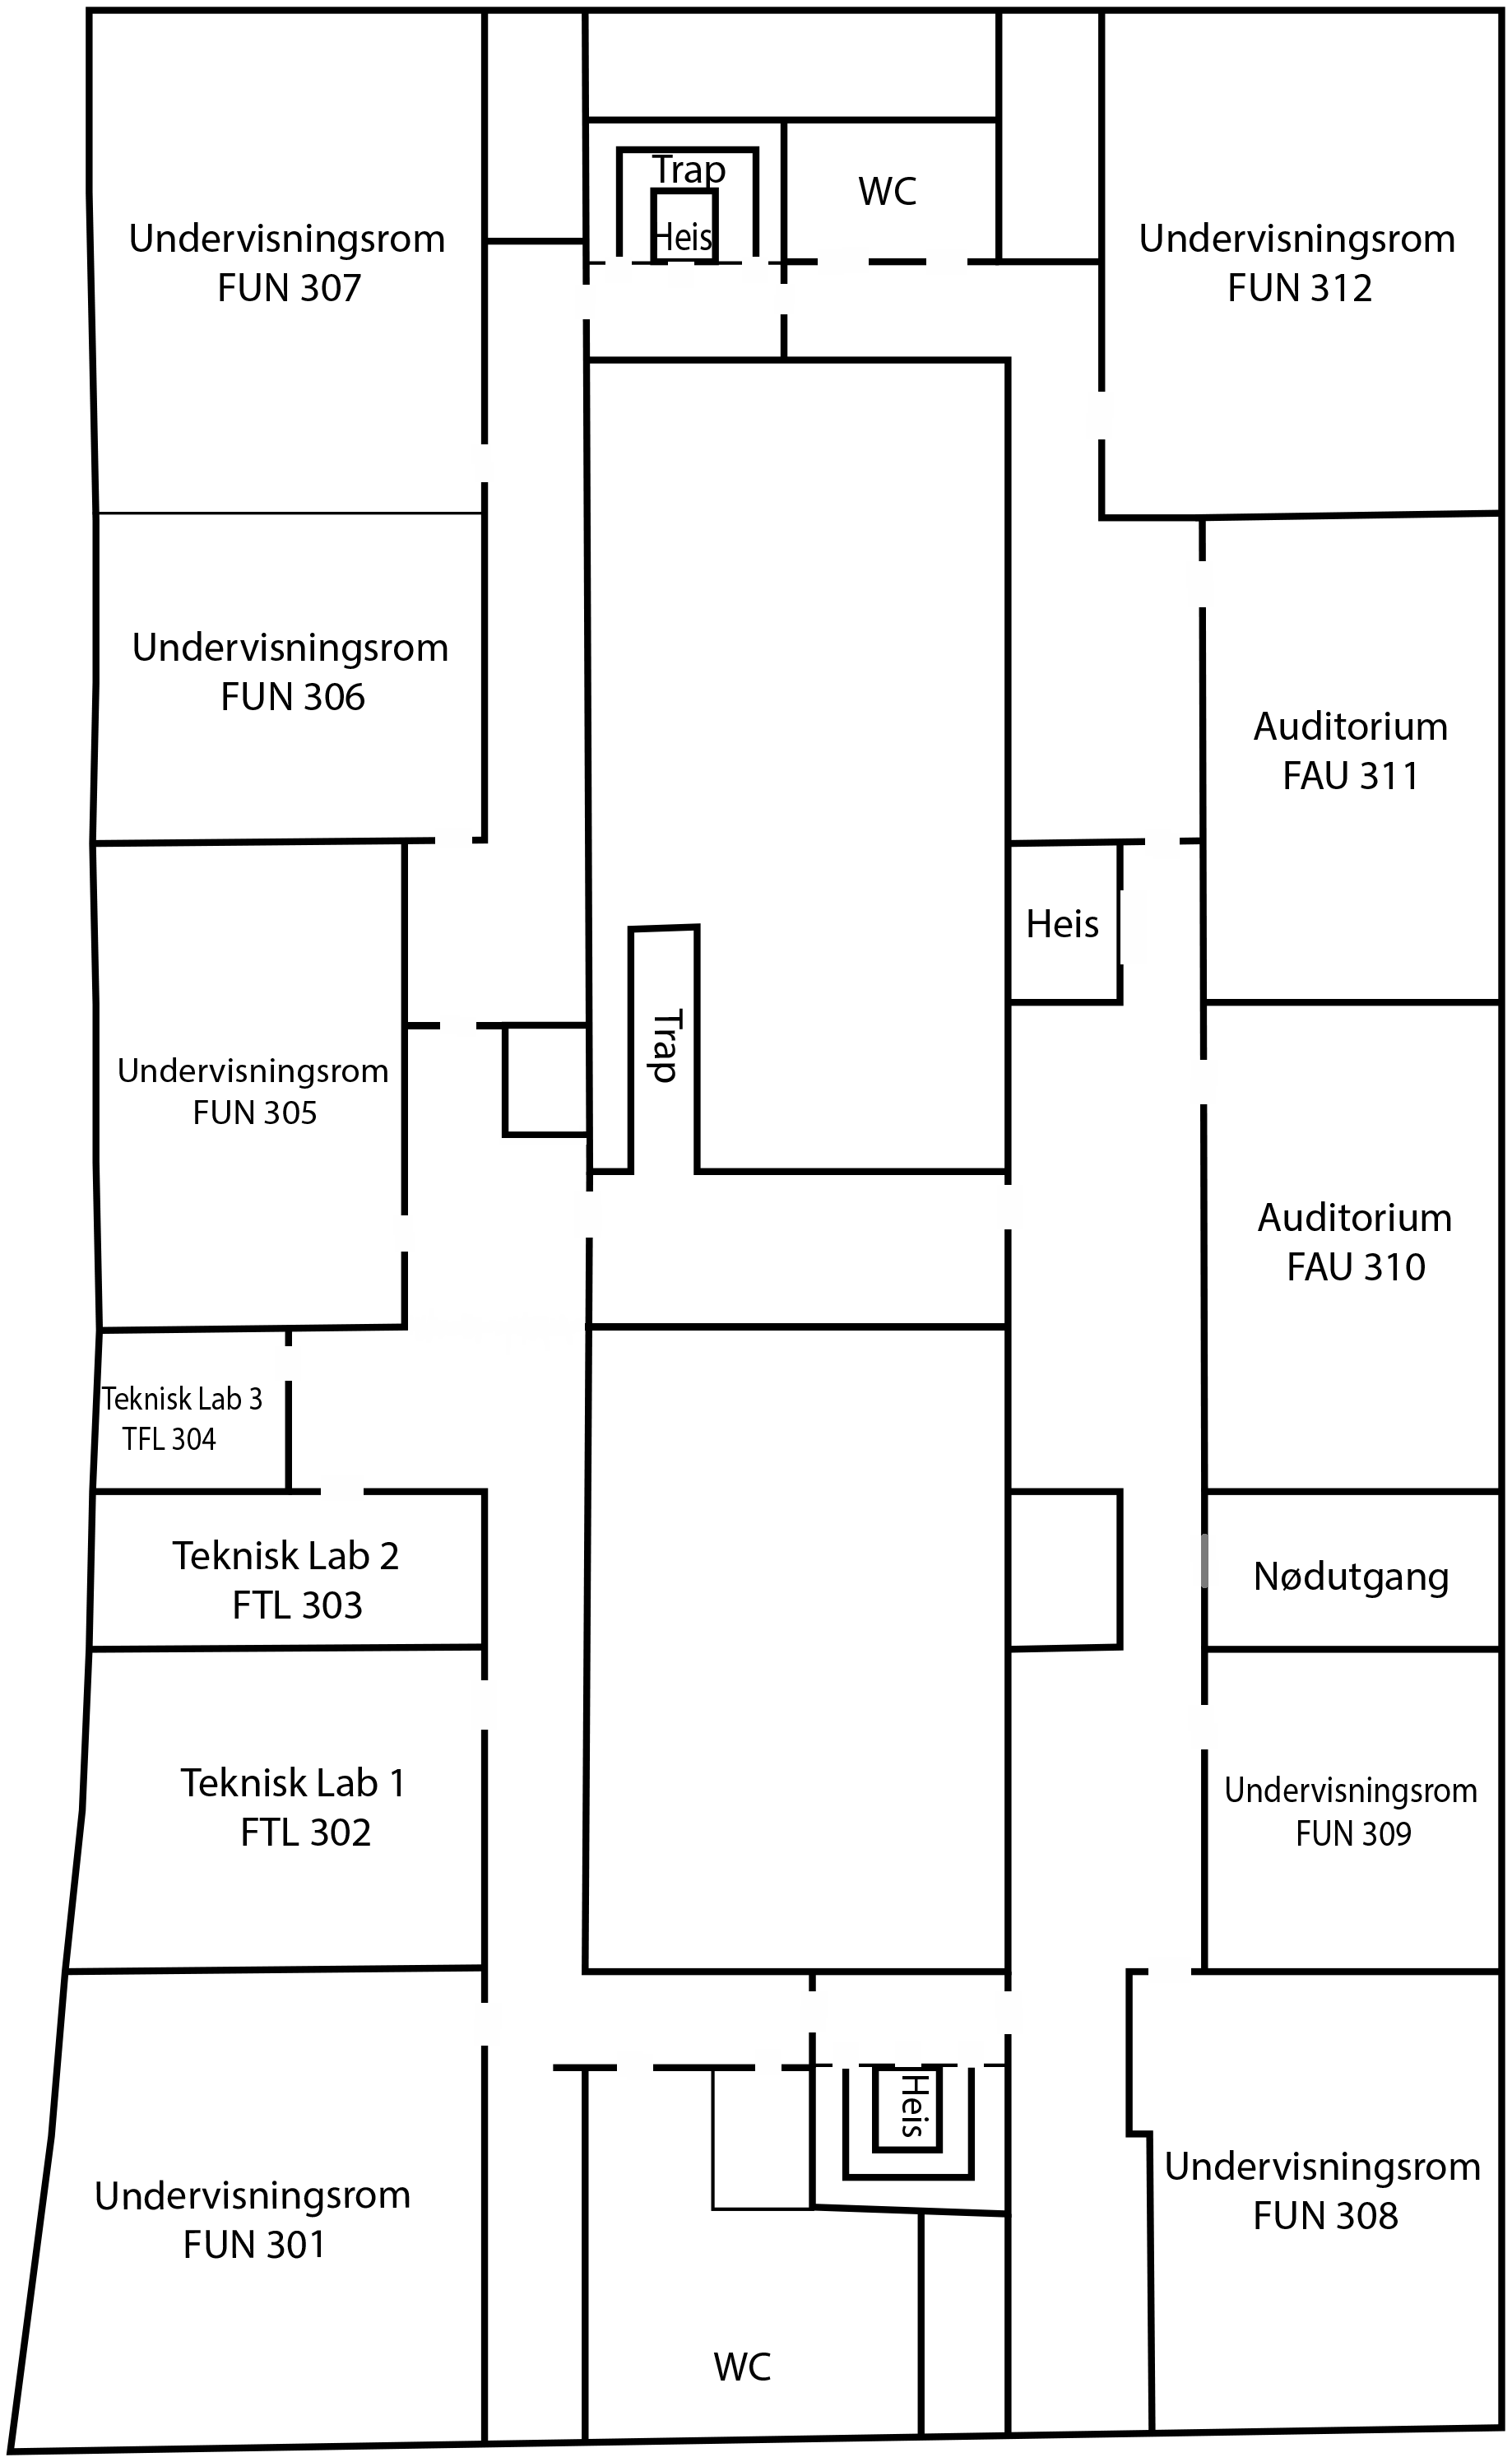 Trap
Heis
WC
Undervisningsrom
FUN 307
Undervisningsrom
FUN 312
Undervisningsrom
FUN 306
Auditorium
FAU 311
Heis
Trap
Undervisningsrom
FUN 305
Auditorium
FAU 310
Teknisk Lab 3
TFL 304
Teknisk Lab 2
FTL 303
Nødutgang
Teknisk Lab 1
FTL 302
Undervisningsrom
FUN 309
Heis
Undervisningsrom
FUN 301
Undervisningsrom
FUN 308
WC